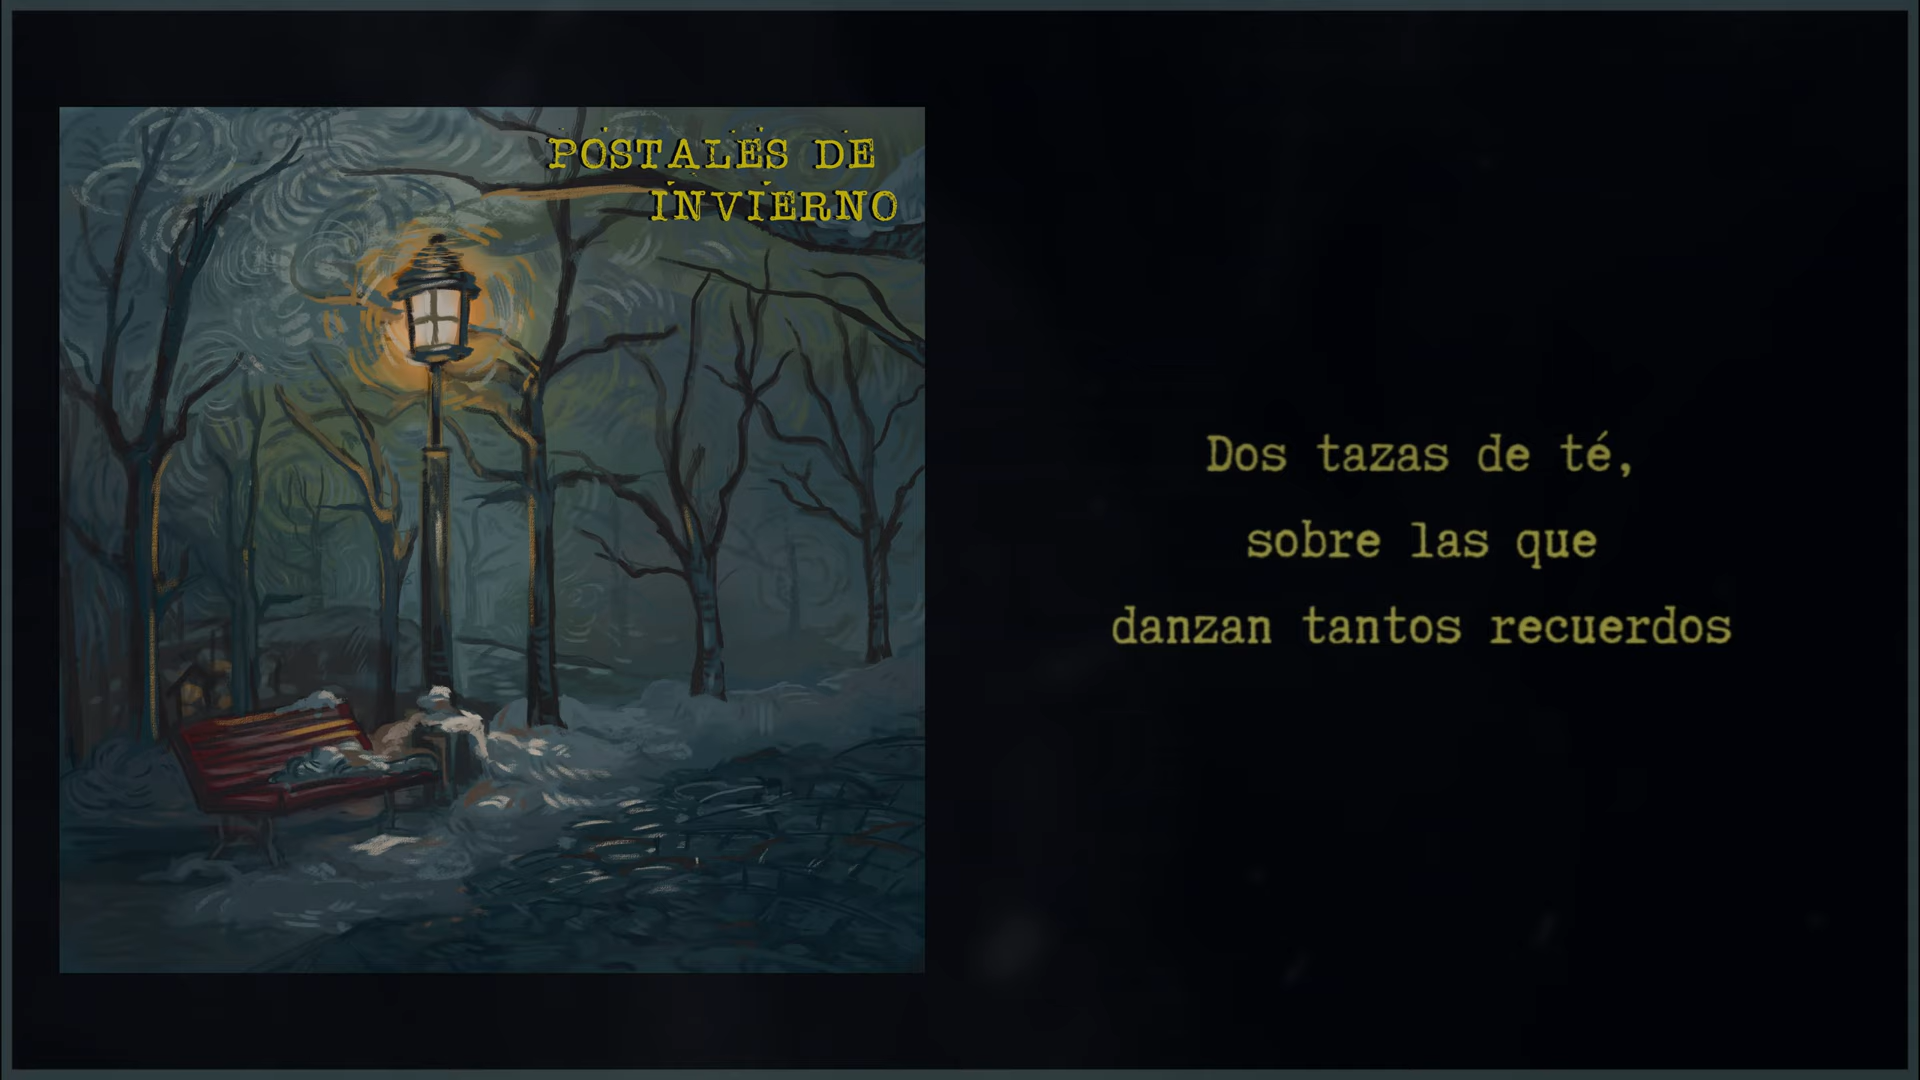 POSTALES DE
INVIERNO
Dos tazas de té,
sobre las que
danzan tantos recuerdos